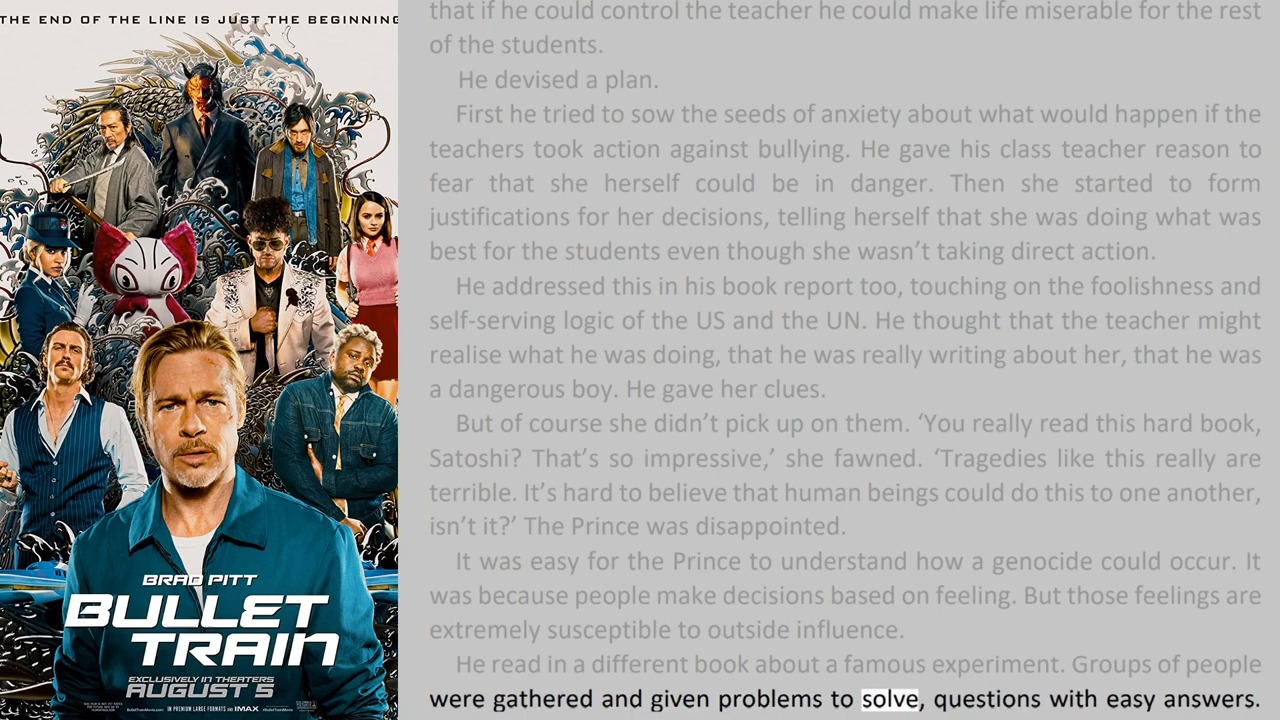 THE END OF THE LINE IS JUST THE BEGINNING
BRAD PITT
BULLET
TRAIN
EXCLUSIVELY IN THEATERS
AUGUST 5
BulletTrainMovie.com
IN PREMIUM LARGE FORMATS AND IMAX
#BulletTrainMovie
that if he could control the teacher he could make life miserable for the rest
of the students.
He devised a plan.
First he tried to sow the seeds of anxiety about what would happen if the
teachers took action against bullying. He gave his class teacher reason to
fear that she herself could be in danger. Then she started to form
justifications for her decisions, telling herself that she was doing what was
best for the students even though she wasn’t taking direct action.
He addressed this in his book report too, touching on the foolishness and
self-serving logic of the US and the UN. He thought that the teacher might
realise what he was doing, that he was really writing about her, that he was
a dangerous boy. He gave her clues.
But of course she didn’t pick up on them. ‘You really read this hard book,
Satoshi? That’s so impressive,’ she fawned. ‘Tragedies like this really are
terrible. It’s hard to believe that human beings could do this to one another,
isn’t it?’ The Prince was disappointed.
It was easy for the Prince to understand how a genocide could occur. It
was because people make decisions based on feeling. But those feelings are
extremely susceptible to outside influence.
He read in a different book about a famous experiment. Groups of people
were gathered and given problems to solve, questions with easy answers.